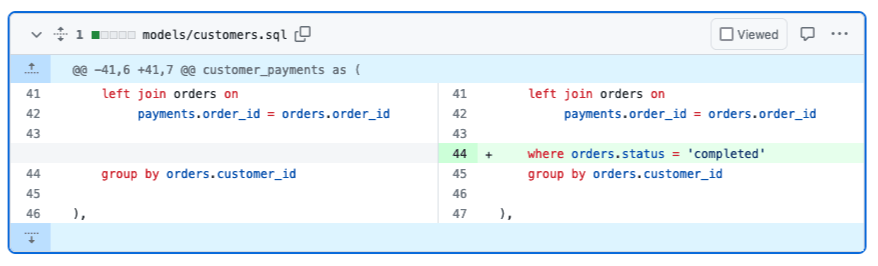 1 models/customers.sql Viewed
@@ -41,6 +41,7 @@ customer_payments as (
41 left join orders on
42 payments.order_id = orders.order_id
43
44 group by orders.customer_id
45
46 ),
41 left join orders on
42 payments.order_id = orders.order_id
43
44 + where orders.status = 'completed'
45 group by orders.customer_id
46
47 ),